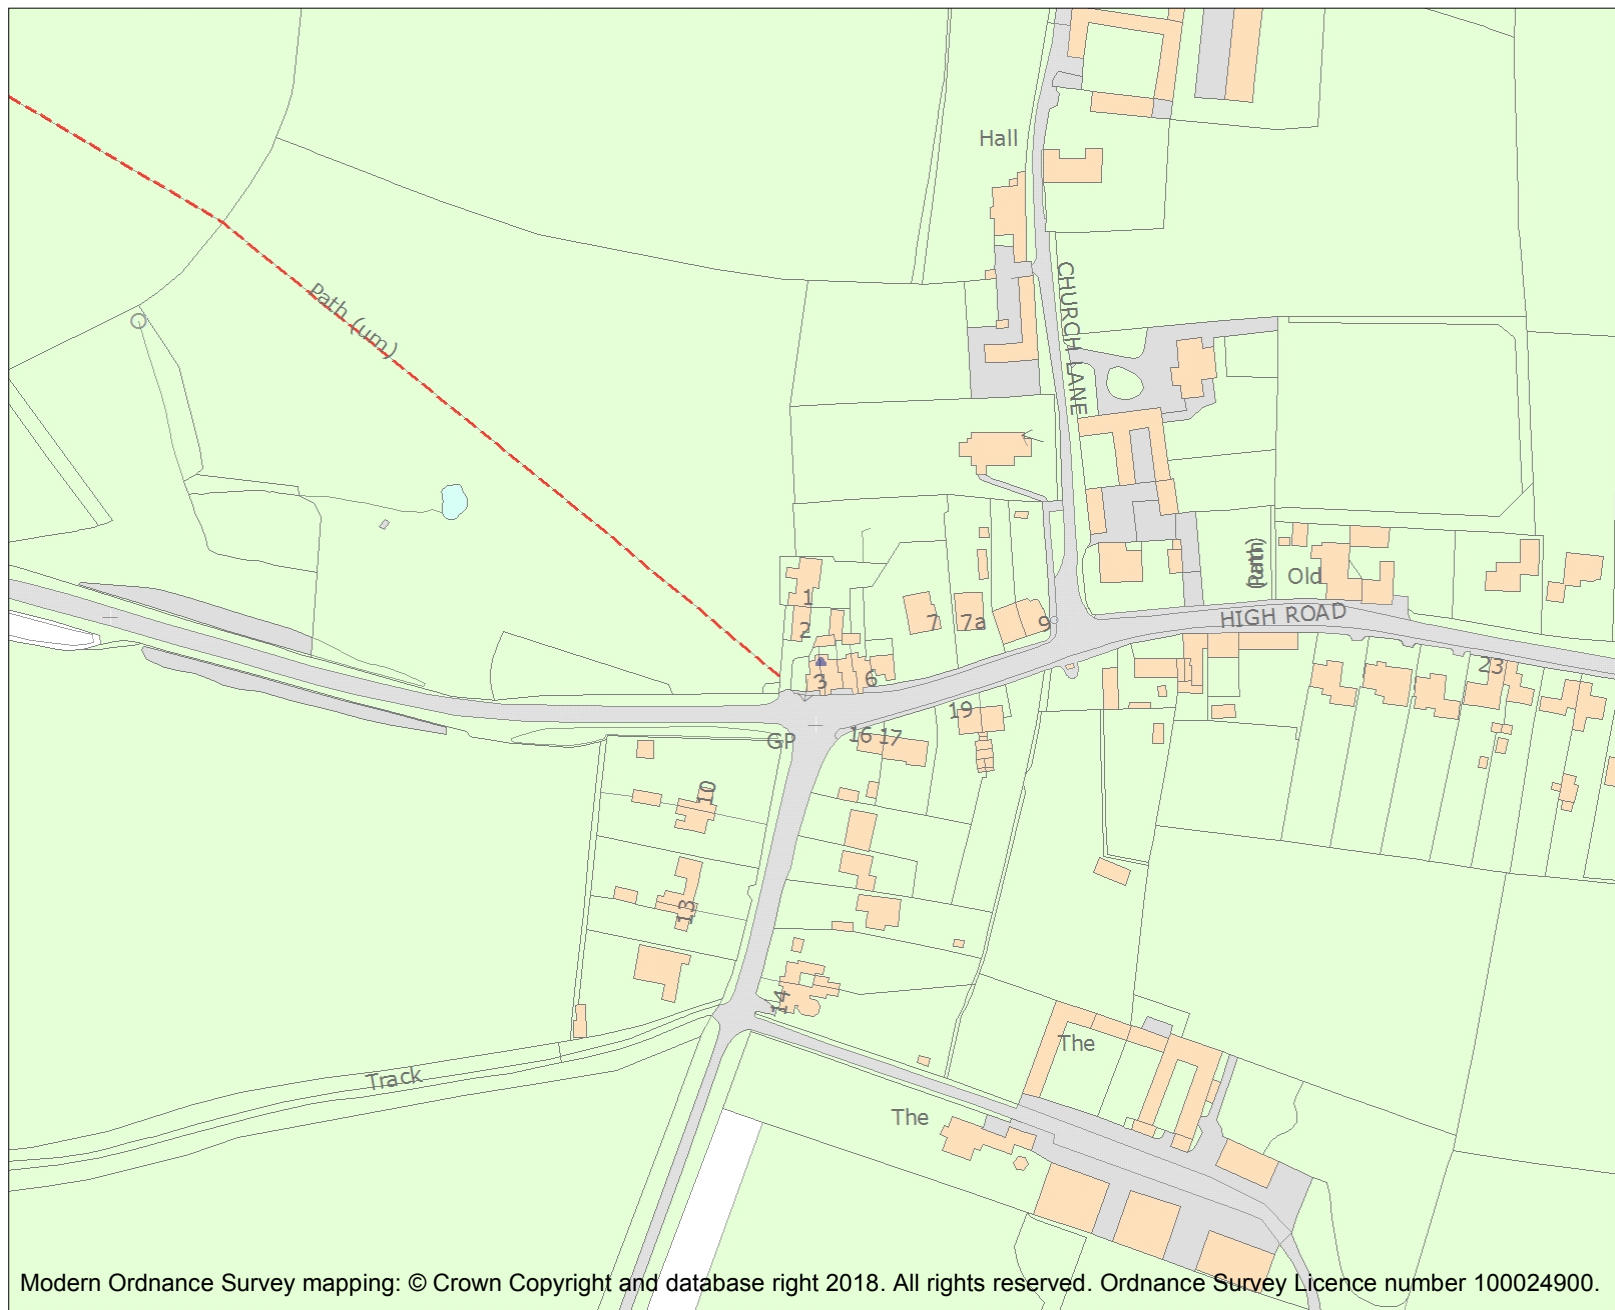 Hall
Path (um)
CHURCH LANE
Old
HIGH ROAD
1
2
7
7a
9
3
6
23
19
16 17
GP
10
13
14
The
Track
The
Modern Ordnance Survey mapping: © Crown Copyright and database right 2018. All rights reserved. Ordnance Survey Licence number 100024900.